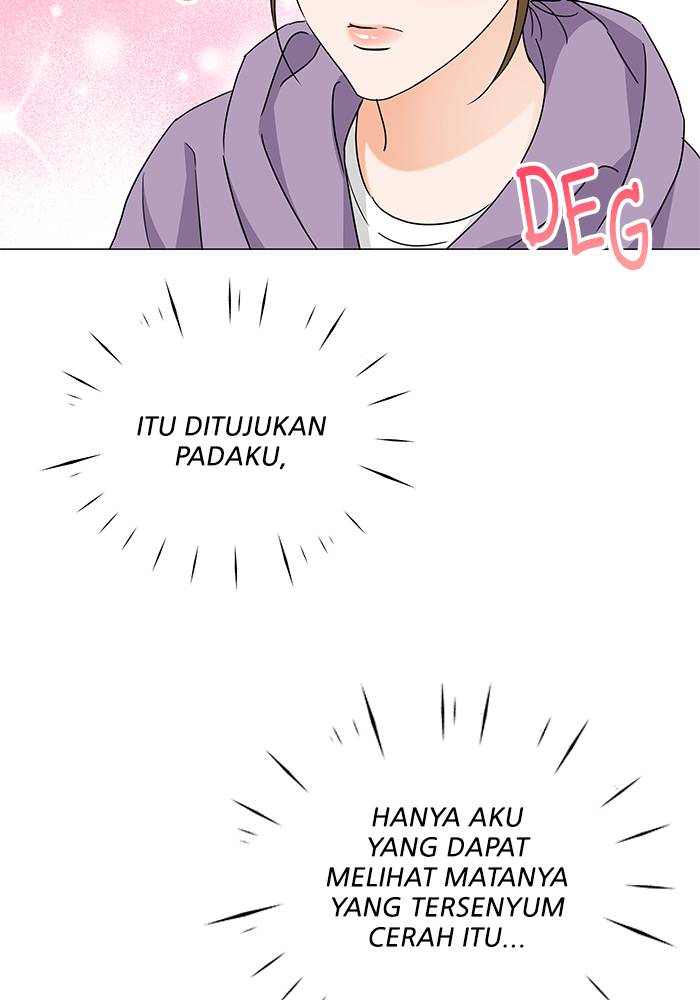 DEG
ITU DITUJUKAN
PADAKU,
HANYA AKU
YANG DAPAT
MELIHAT MATANYA
YANG TERSENYUM
CERAH ITU...